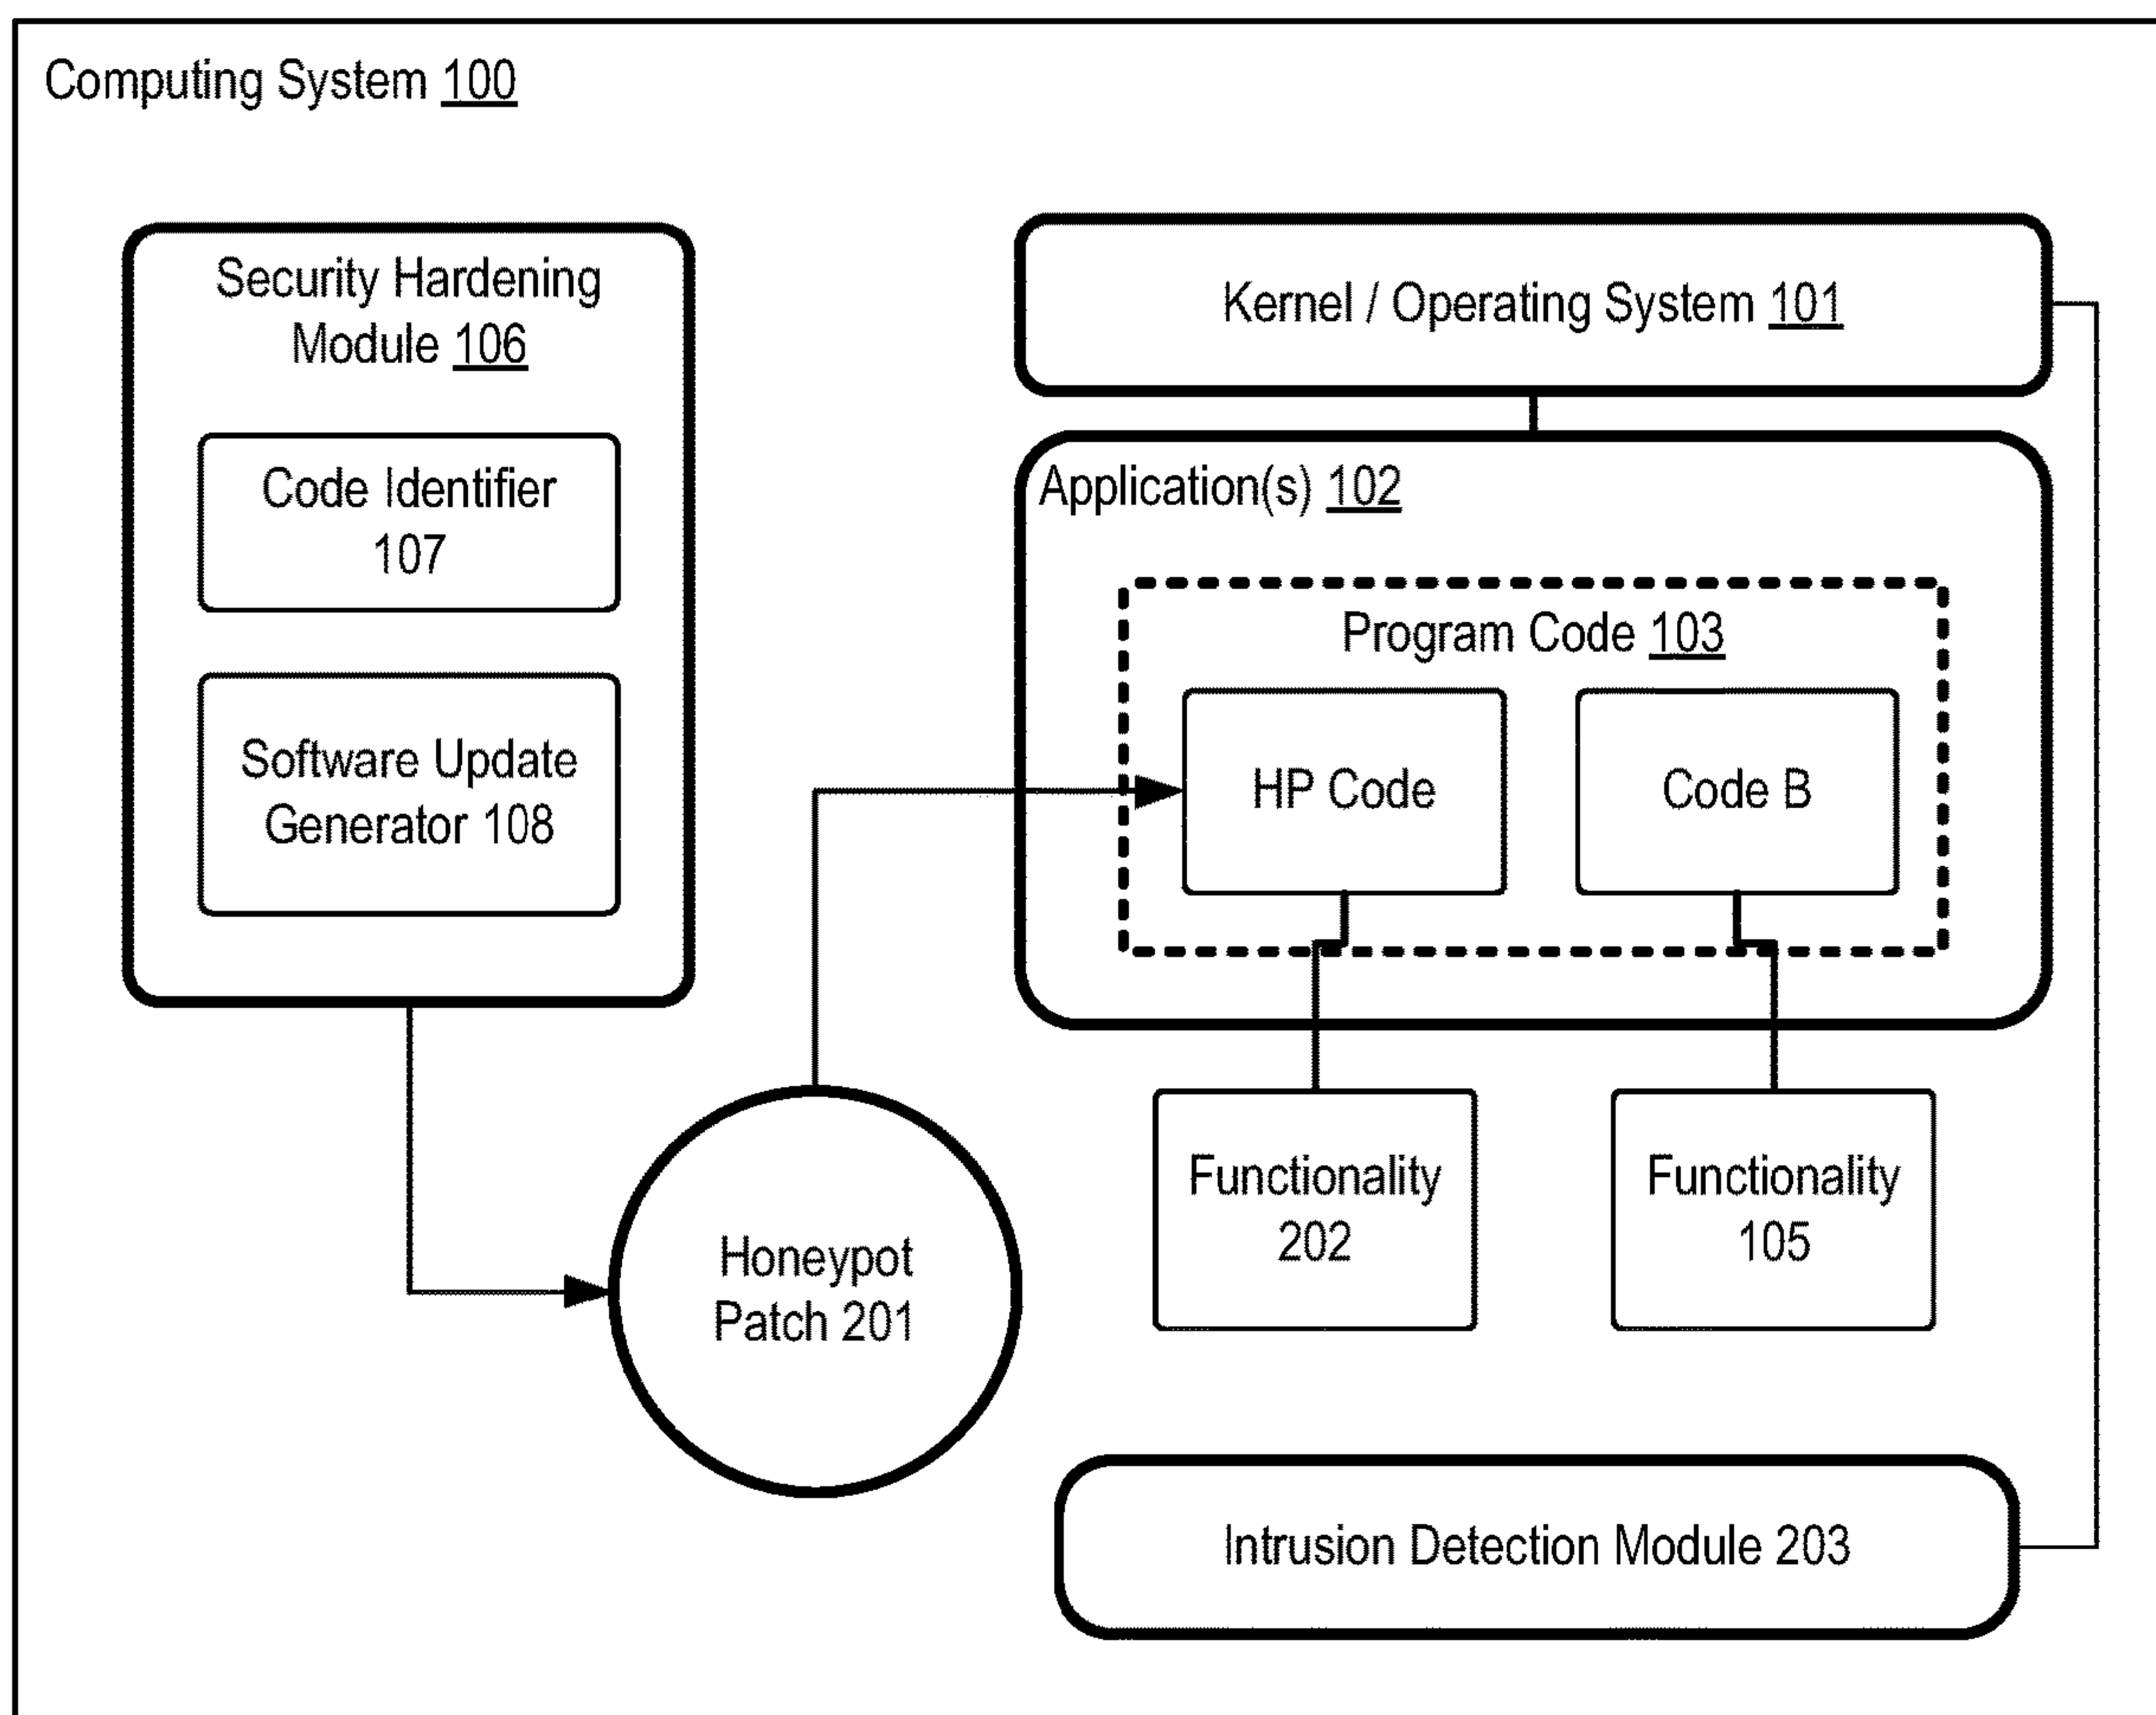 Computing System 100
Security Hardening
Module 106
Code Identifier
107
Software Update
Generator 108
Kernel / Operating System 101
Application(s) 102
Program Code 103
HP Code
Code B
Functionality
202
Functionality
105
Honeypot
Patch 201
Intrusion Detection Module 203